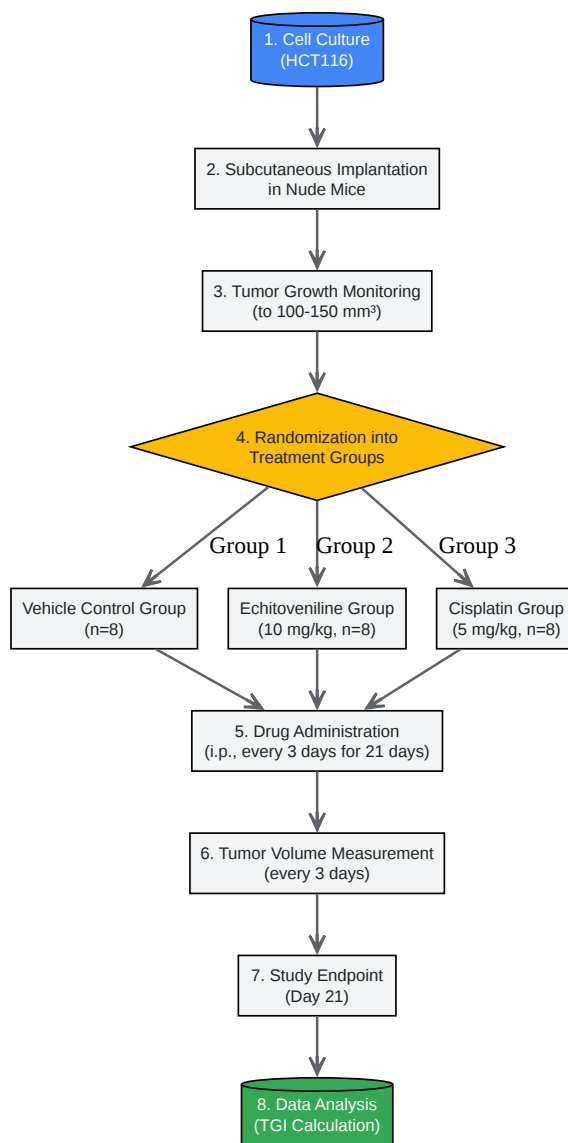 1. Cell Culture
(HCT116)
2. Subcutaneous Implantation
in Nude Mice
3. Tumor Growth Monitoring
(to 100-150 mm³)
4. Randomization into
Treatment Groups
Group 1
Group 2
Group 3
Vehicle Control Group
(n=8)
Echitoveniline Group
(10 mg/kg, n=8)
Cisplatin Group
(5 mg/kg, n=8)
5. Drug Administration
(i.p., every 3 days for 21 days)
6. Tumor Volume Measurement
(every 3 days)
7. Study Endpoint
(Day 21)
8. Data Analysis
(TGI Calculation)